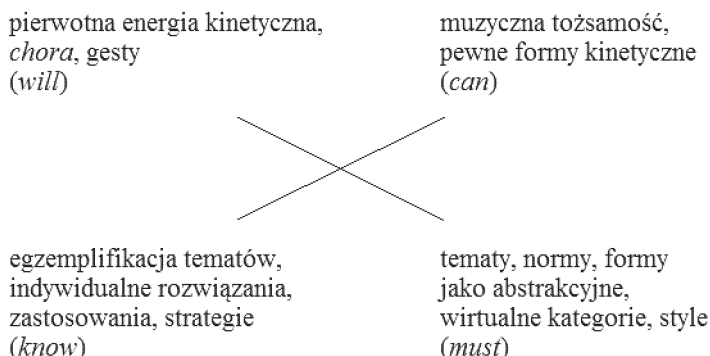 pierwotna energia kinetyczna,
chora, gesty
(will)
muzyczna tożsamość,
pewne formy kinetyczne
(can)
egzemplifikacja tematów,
indywidualne rozwiązania,
zastosowania, strategie
(know)
tematy, normy, formy
jako abstrakcyjne,
wirtualne kategorie, style
(must)